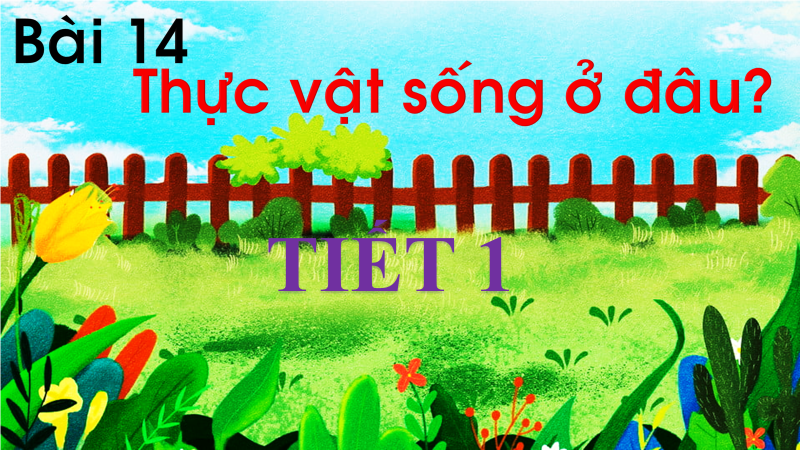 Bài 14
Thực vật sống ở đâu?
TIẾT 1